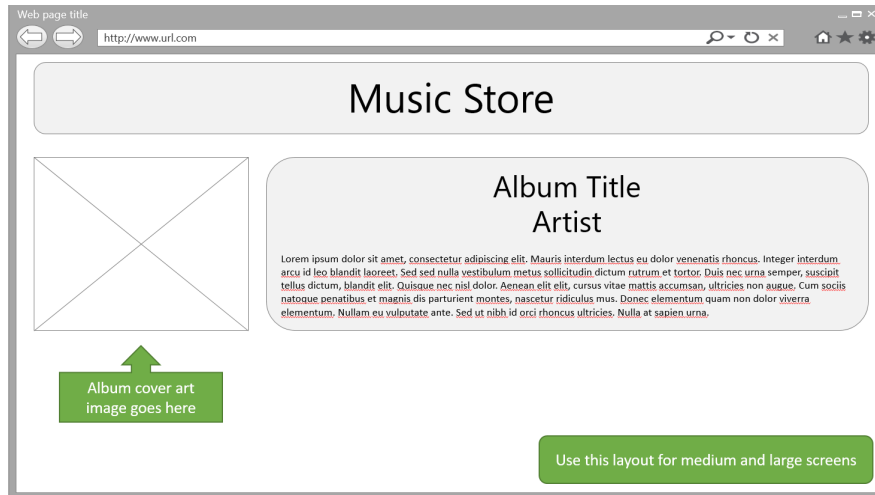 Web page title
http://www.url.com
Music Store
Album Title
Artist
Lorem ipsum dolor sit amet, consectetur adipiscing elit. Mauris interdum lectus eu dolor venenatis rhoncus. Integer interdum
arcu id leo blandit laoreet. Sed sed nulla vestibulum metus sollicitudin dictum rutrum et tortor. Duis nec urna semper, suscipit
tellus dictum, blandit elit. Quisque nec nisl dolor. Aenean elit elit, cursus vitae mattis accumsan, ultricies non augue. Cum sociis
natoque penatibus et magnis dis parturient montes, nascetur ridiculus mus. Donec elementum quam non dolor viverra
elementum. Nullam eu vulputate ante. Sed ut nibh id orci rhoncus ultricies. Nulla at sapien urna.
Album cover art
image goes here
Use this layout for medium and large screens